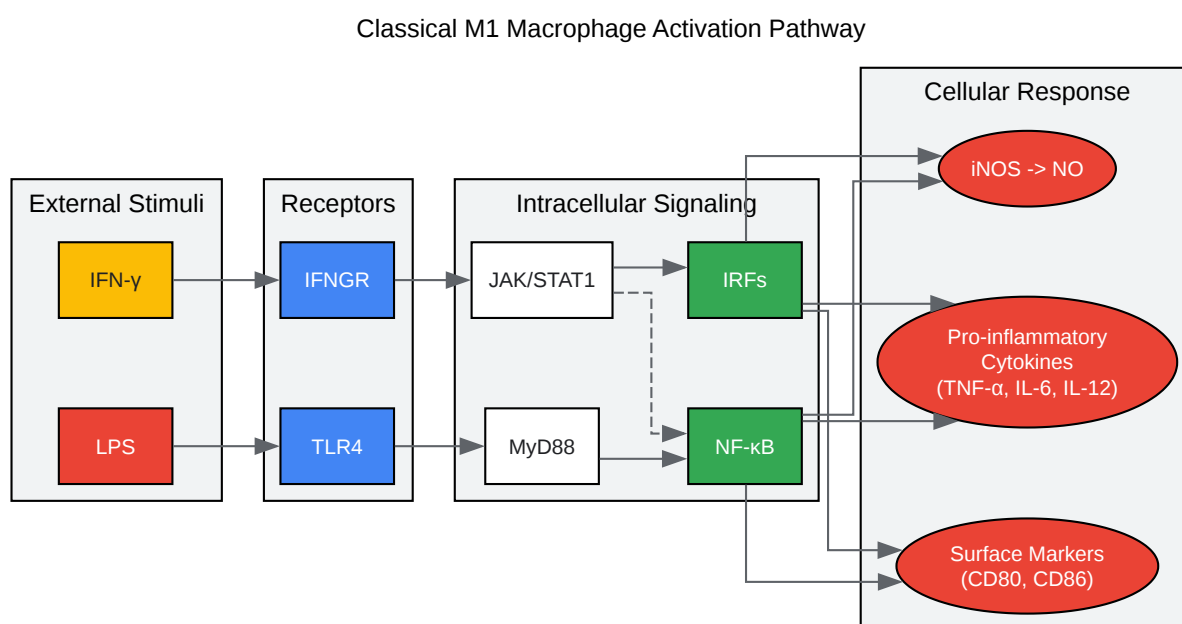 Classical M1 Macrophage Activation Pathway
External Stimuli
IFN-γ
LPS
Receptors
IFNGR
TLR4
Intracellular Signaling
JAK/STAT1
IRFs
MyD88
NF-κB
Cellular Response
iNOS -> NO
Pro-inflammatory
Cytokines
(TNF-α, IL-6, IL-12)
Surface Markers
(CD80, CD86)